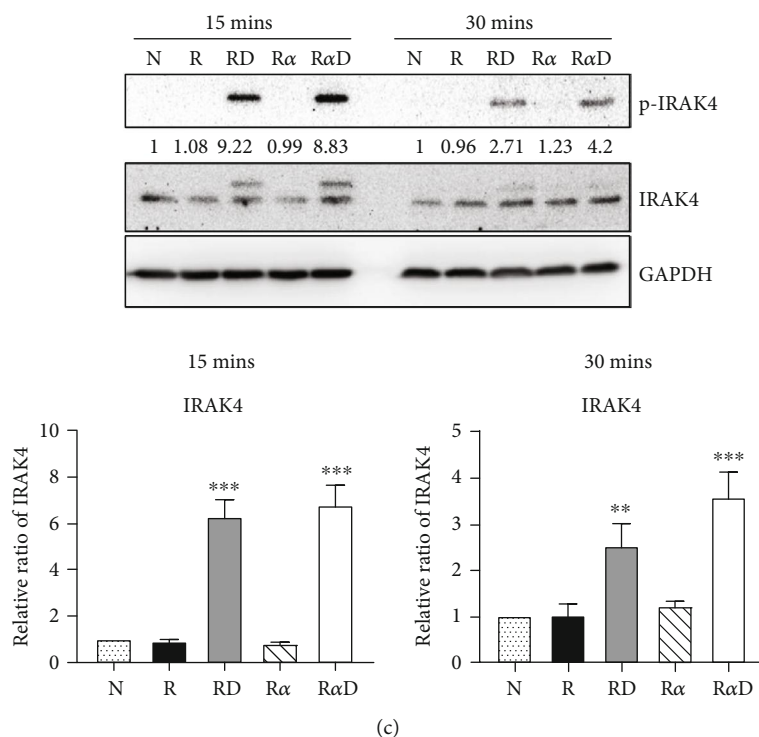 15 mins 30 mins
N R RD Rα RαD N R RD Rα RαD
p-IRAK4
1 1.08 9.22 0.99 8.83 1 0.96 2.71 1.23 4.2
IRAK4
GAPDH
15 mins
IRAK4
Relative ratio of IRAK4
10
8
6
4
2
0
***
***
N R RD Rα RαD
30 mins
IRAK4
Relative ratio of IRAK4
5
4
3
2
1
0
**
***
N R RD Rα RαD
(c)